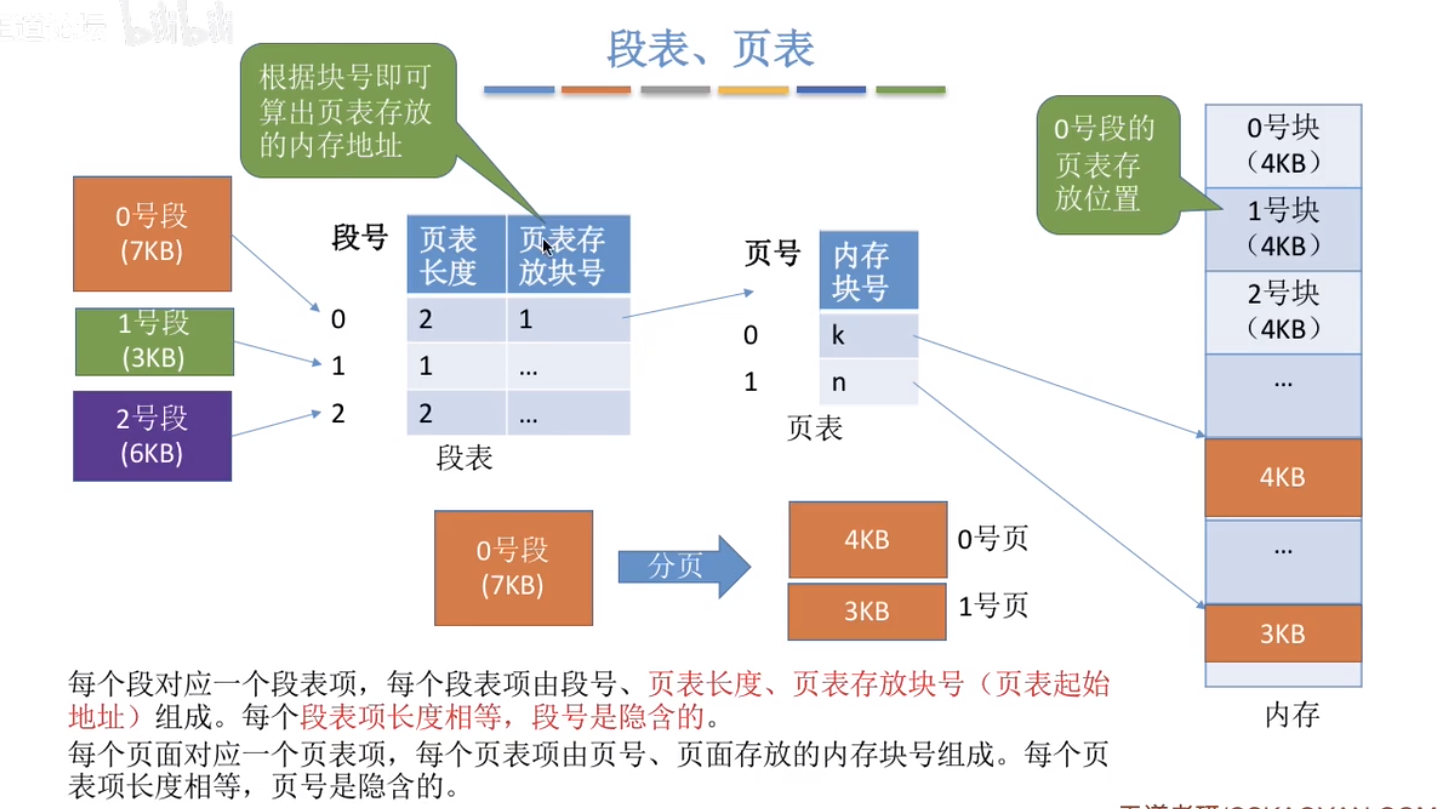 bilibili
段表、页表
根据块号即可
算出页表存放
的内存地址
0号段的
页表存
放位置
0号段
(7KB)
1号段
(3KB)
2号段
(6KB)
段号
页表
长度
页表存
放块号
0
2
1
1
1
...
2
2
...
段表
页号
内存
块号
0
k
1
n
页表
0号块
（4KB）
1号块
（4KB）
2号块
（4KB）
...
4KB
...
3KB
内存
0号段
(7KB)
分页
4KB
0号页
3KB
1号页
每个段对应一个段表项，每个段表项由段号、页表长度、页表存放块号（页表起始
地址）组成。每个段表项长度相等，段号是隐含的。
每个页面对应一个页表项，每个页表项由页号、页面存放的内存块号组成。每个页
表项长度相等，页号是隐含的。